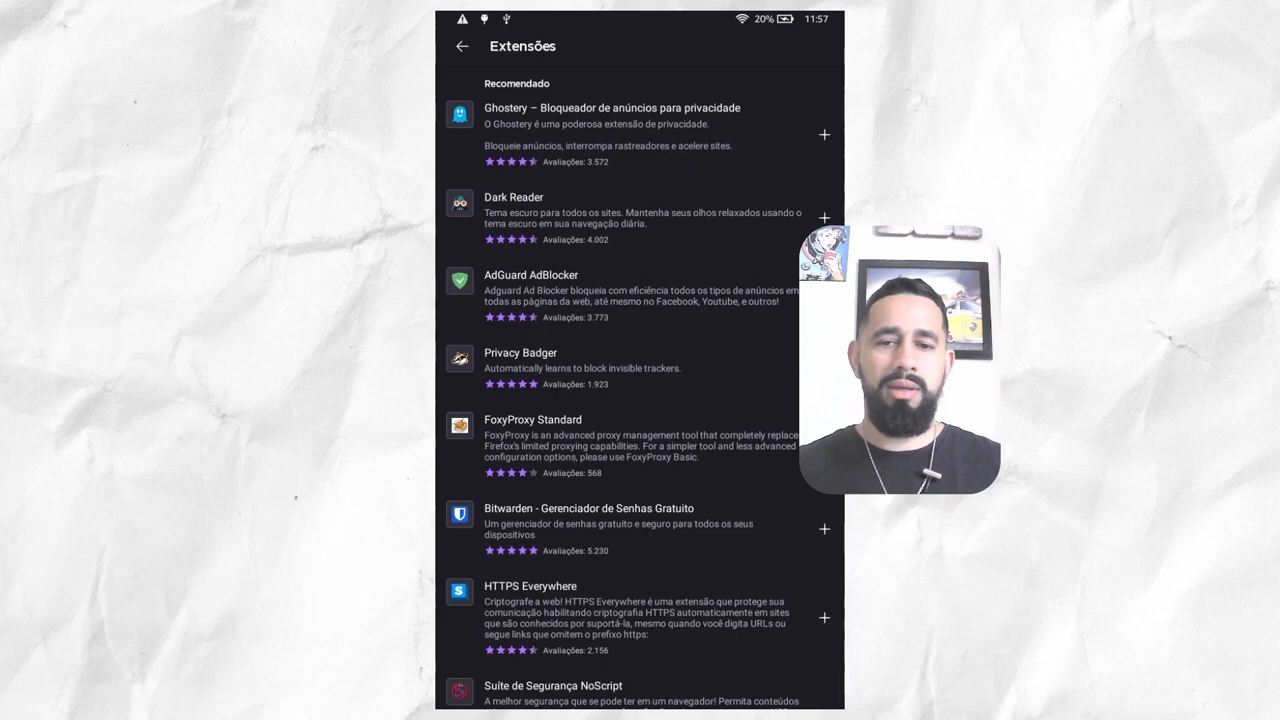 20% 11:57
Extensões
Recomendado
Ghostery – Bloqueador de anúncios para privacidade
O Ghostery é uma poderosa extensão de privacidade.
Bloqueie anúncios, interrompa rastreadores e acelere sites.
Avaliações: 3.572
Dark Reader
Tema escuro para todos os sites. Mantenha seus olhos relaxados usando o
tema escuro em sua navegação diária.
Avaliações: 4.002
AdGuard AdBlocker
Adguard Ad Blocker bloqueia com eficiência todos os tipos de anúncios em
todas as páginas da web, até mesmo no Facebook, Youtube, e outros!
Avaliações: 3.773
Privacy Badger
Automatically learns to block invisible trackers.
Avaliações: 1.923
FoxyProxy Standard
FoxyProxy is an advanced proxy management tool that completely replace
Firefox's limited proxying capabilities. For a simpler tool and less advanced
configuration options, please use FoxyProxy Basic.
Avaliações: 568
Bitwarden - Gerenciador de Senhas Gratuito
Um gerenciador de senhas gratuito e seguro para todos os seus
dispositivos
Avaliações: 5.230
HTTPS Everywhere
Criptografe a web! HTTPS Everywhere é uma extensão que protege sua
comunicação habilitando criptografia HTTPS automaticamente em sites
que são conhecidos por suportá-la, mesmo quando você digita URLs ou
segue links que omitem o prefixo https:
Avaliações: 2.156
Suíte de Segurança NoScript
A melhor segurança que se pode ter em um navegador! Permita conteúdos